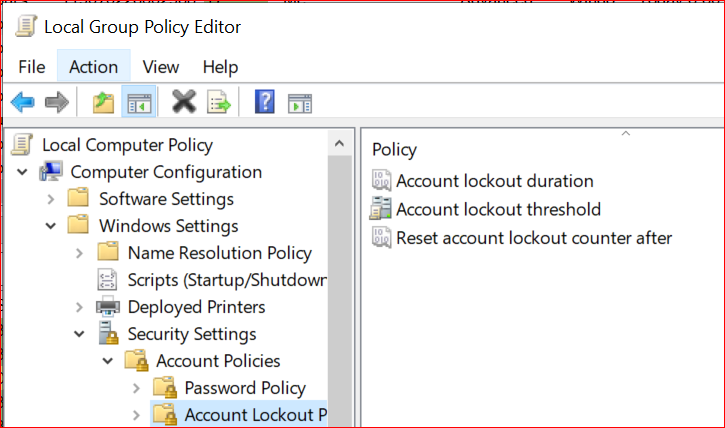 Local Group Policy Editor
File Action View Help
Local Computer Policy
Computer Configuration
Software Settings
Windows Settings
Name Resolution Policy
Scripts (Startup/Shutdown
Deployed Printers
Security Settings
Account Policies
Password Policy
Account Lockout P
Policy
Account lockout duration
Account lockout threshold
Reset account lockout counter after